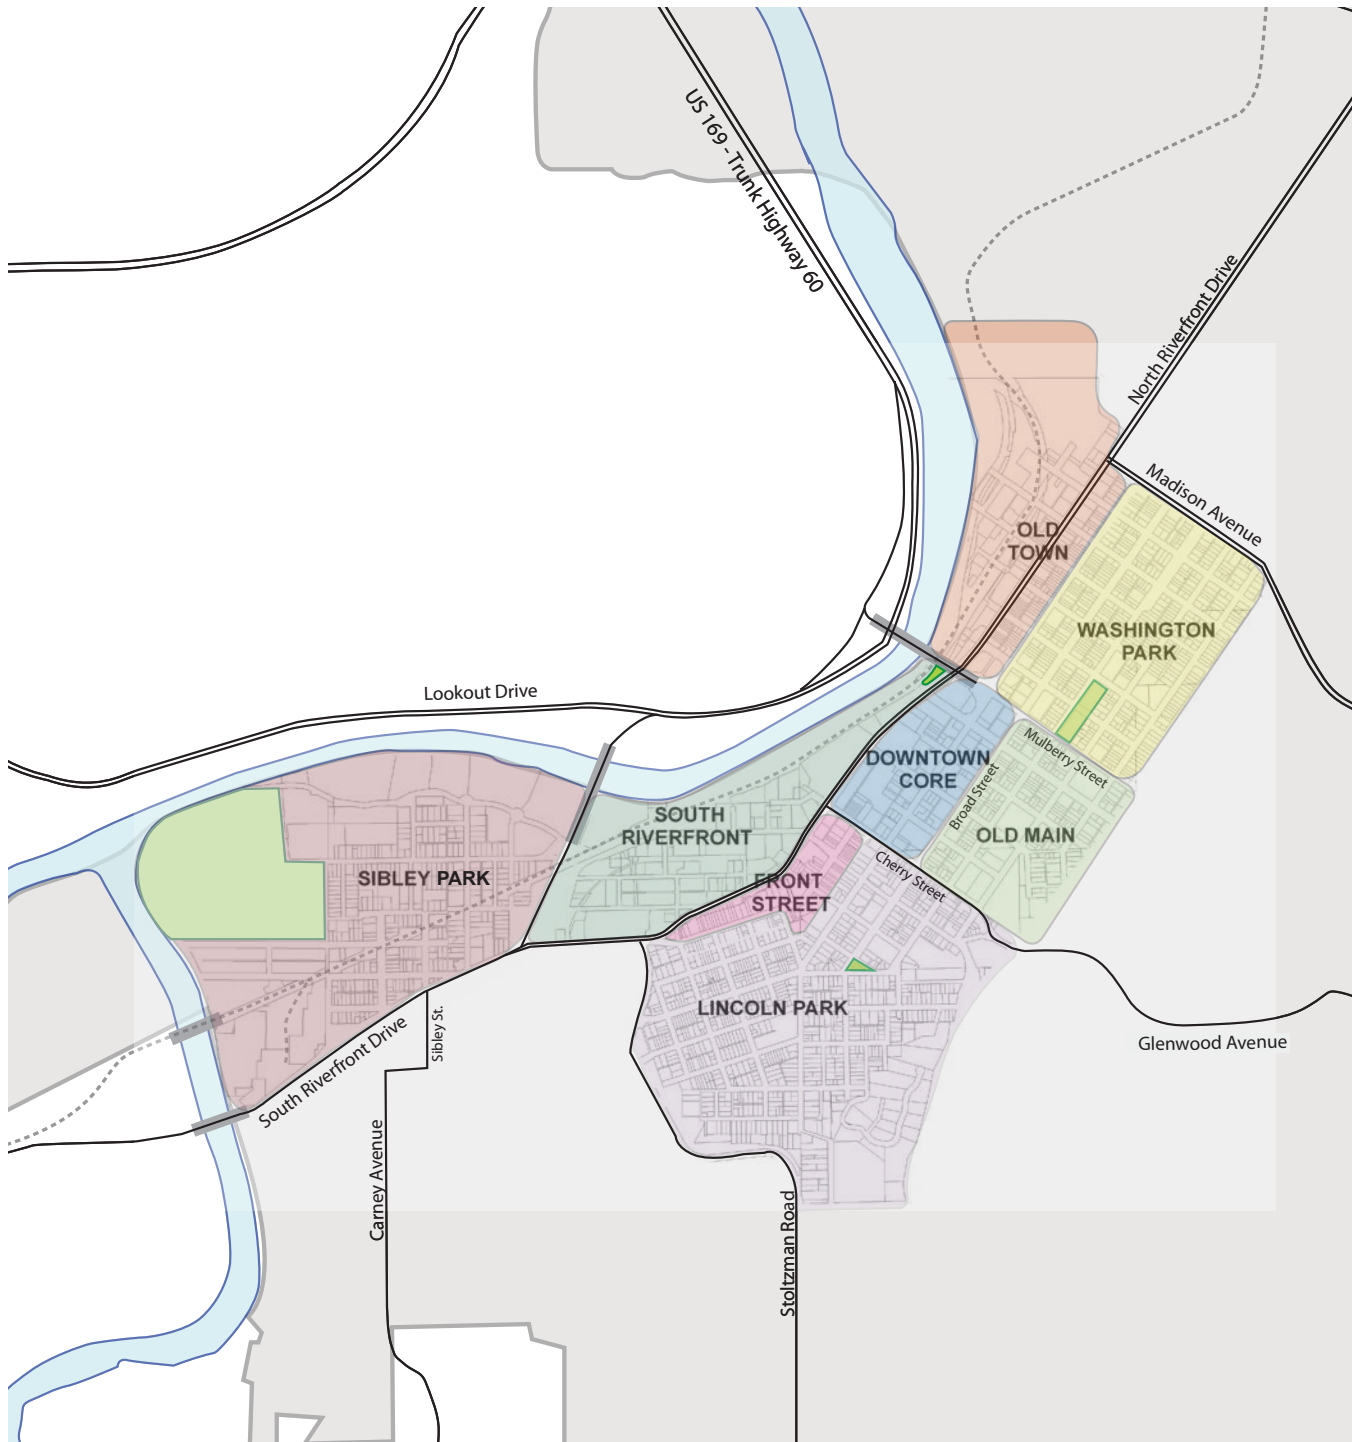 US 169 - Trunk Highway 60
North Riverfront Drive
Madison Avenue
OLD
TOWN
WASHINGTON
PARK
Lookout Drive
Mulberry Street
DOWNTOWN
CORE
Broad Street
SOUTH
RIVERFRONT
OLD MAIN
Cherry Street
SIBLEY PARK
FRONT
STREET
LINCOLN PARK
Sibley St.
South Riverfront Drive
Glenwood Avenue
Carney Avenue
Stoltzman Road